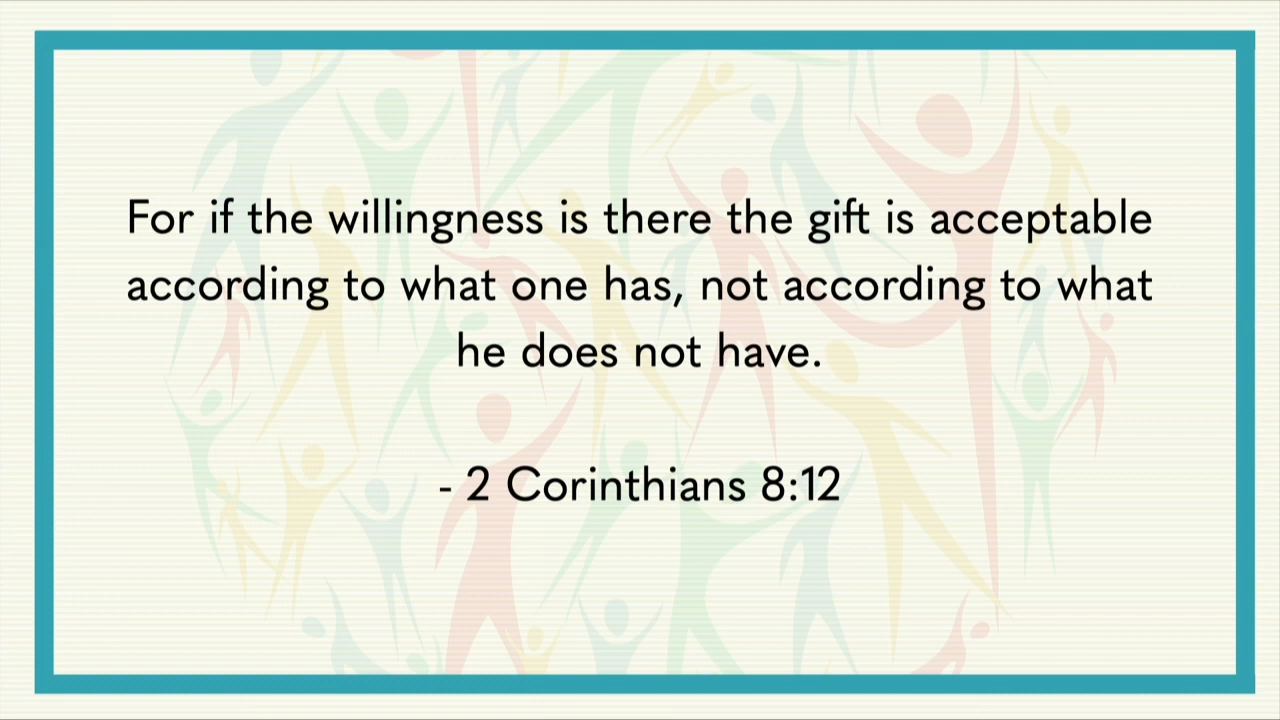 For if the willingness is there the gift is acceptable
according to what one has, not according to what
he does not have.
- 2 Corinthians 8:12